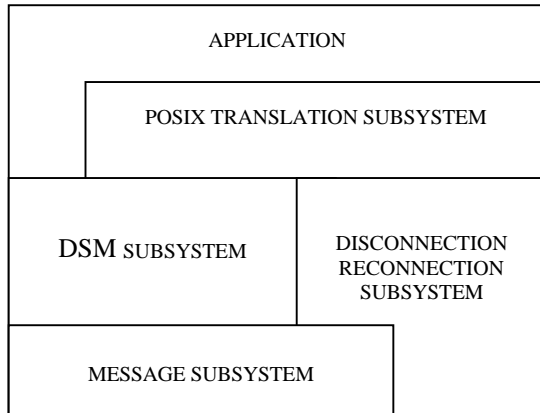 APPLICATION
POSIX TRANSLATION SUBSYSTEM
DSM SUBSYSTEM
DISCONNECTION
RECONNECTION
SUBSYSTEM
MESSAGE SUBSYSTEM